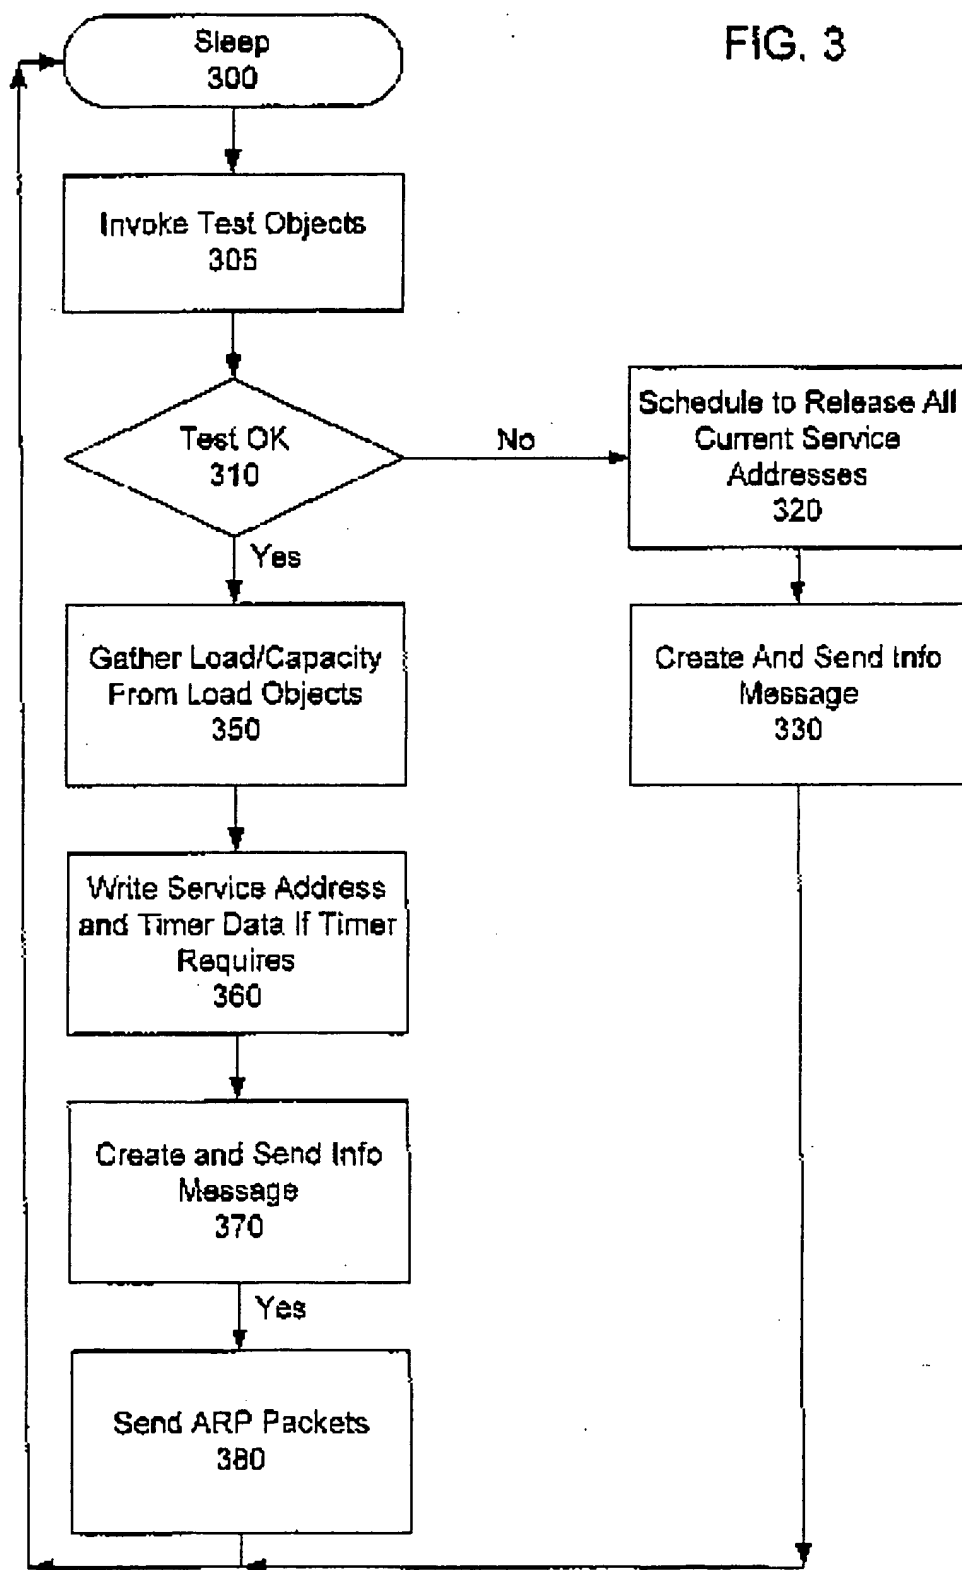 FIG. 3
Sleep
300
Invoke Test Objects
305
Test OK
310
No
Yes
Schedule to Release All
Current Service
Addresses
320
Gather Load/Capacity
From Load Objects
350
Create And Send Info
Message
330
Write Service Address
and Timer Data If Timer
Requires
360
Create and Send Info
Message
370
Yes
Send ARP Packets
380